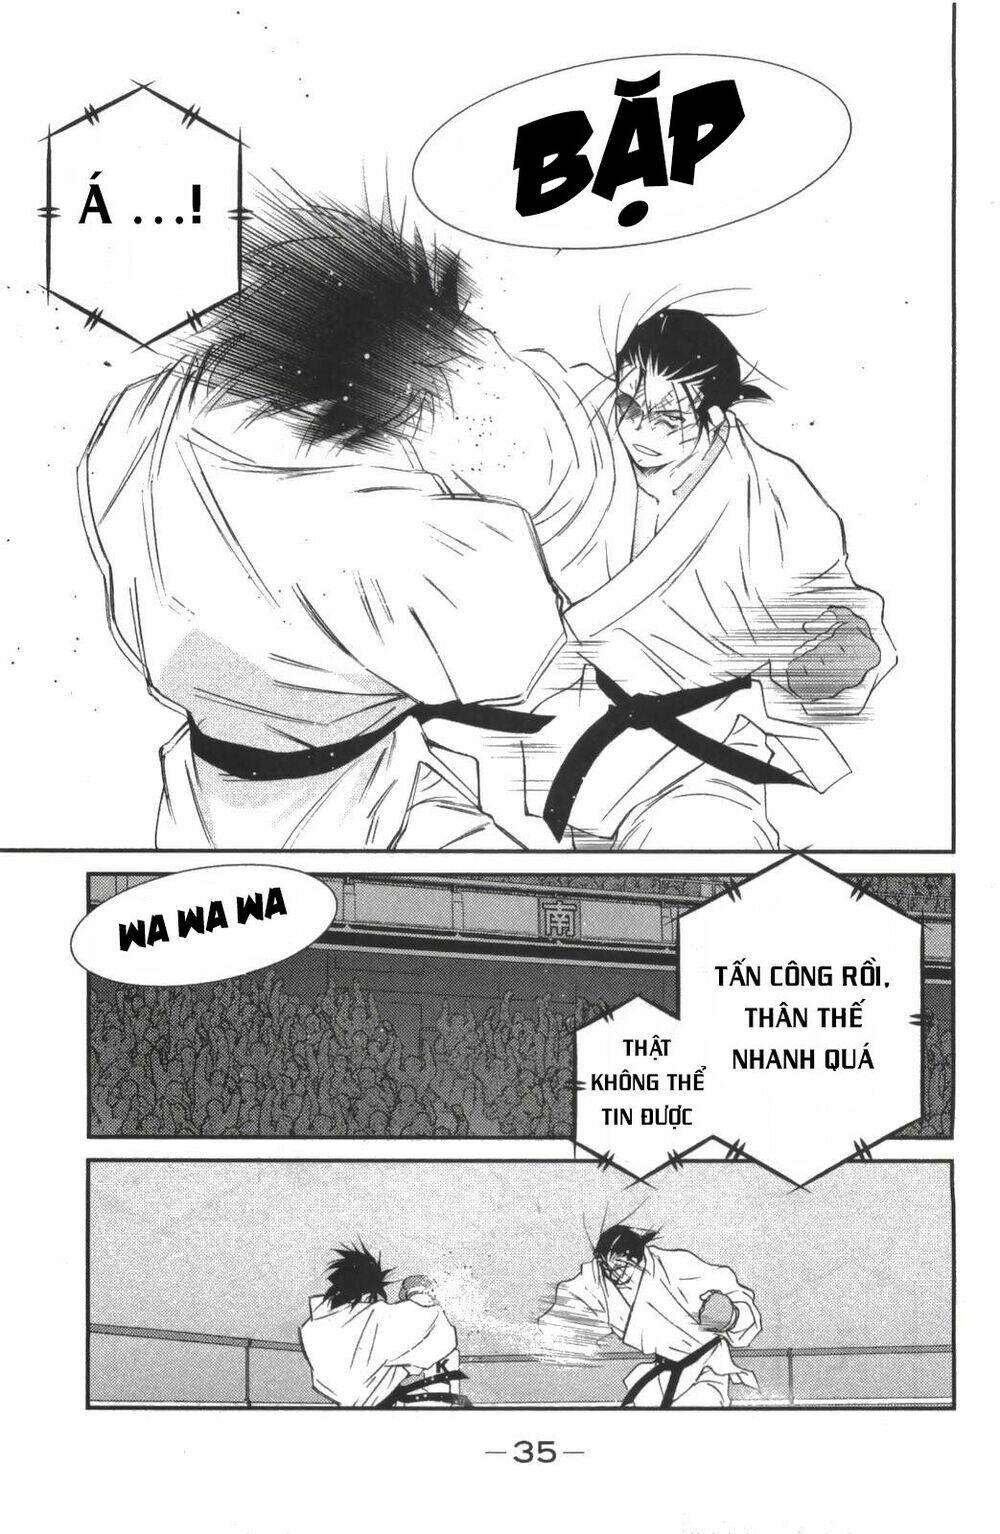 BẶP
Á ...!
WA WA WA
南
TẤN CÔNG RỒI,
THÂN THẾ
NHANH QUÁ
THẬT
KHÔNG THỂ
TIN ĐƯỢC
K
-35-